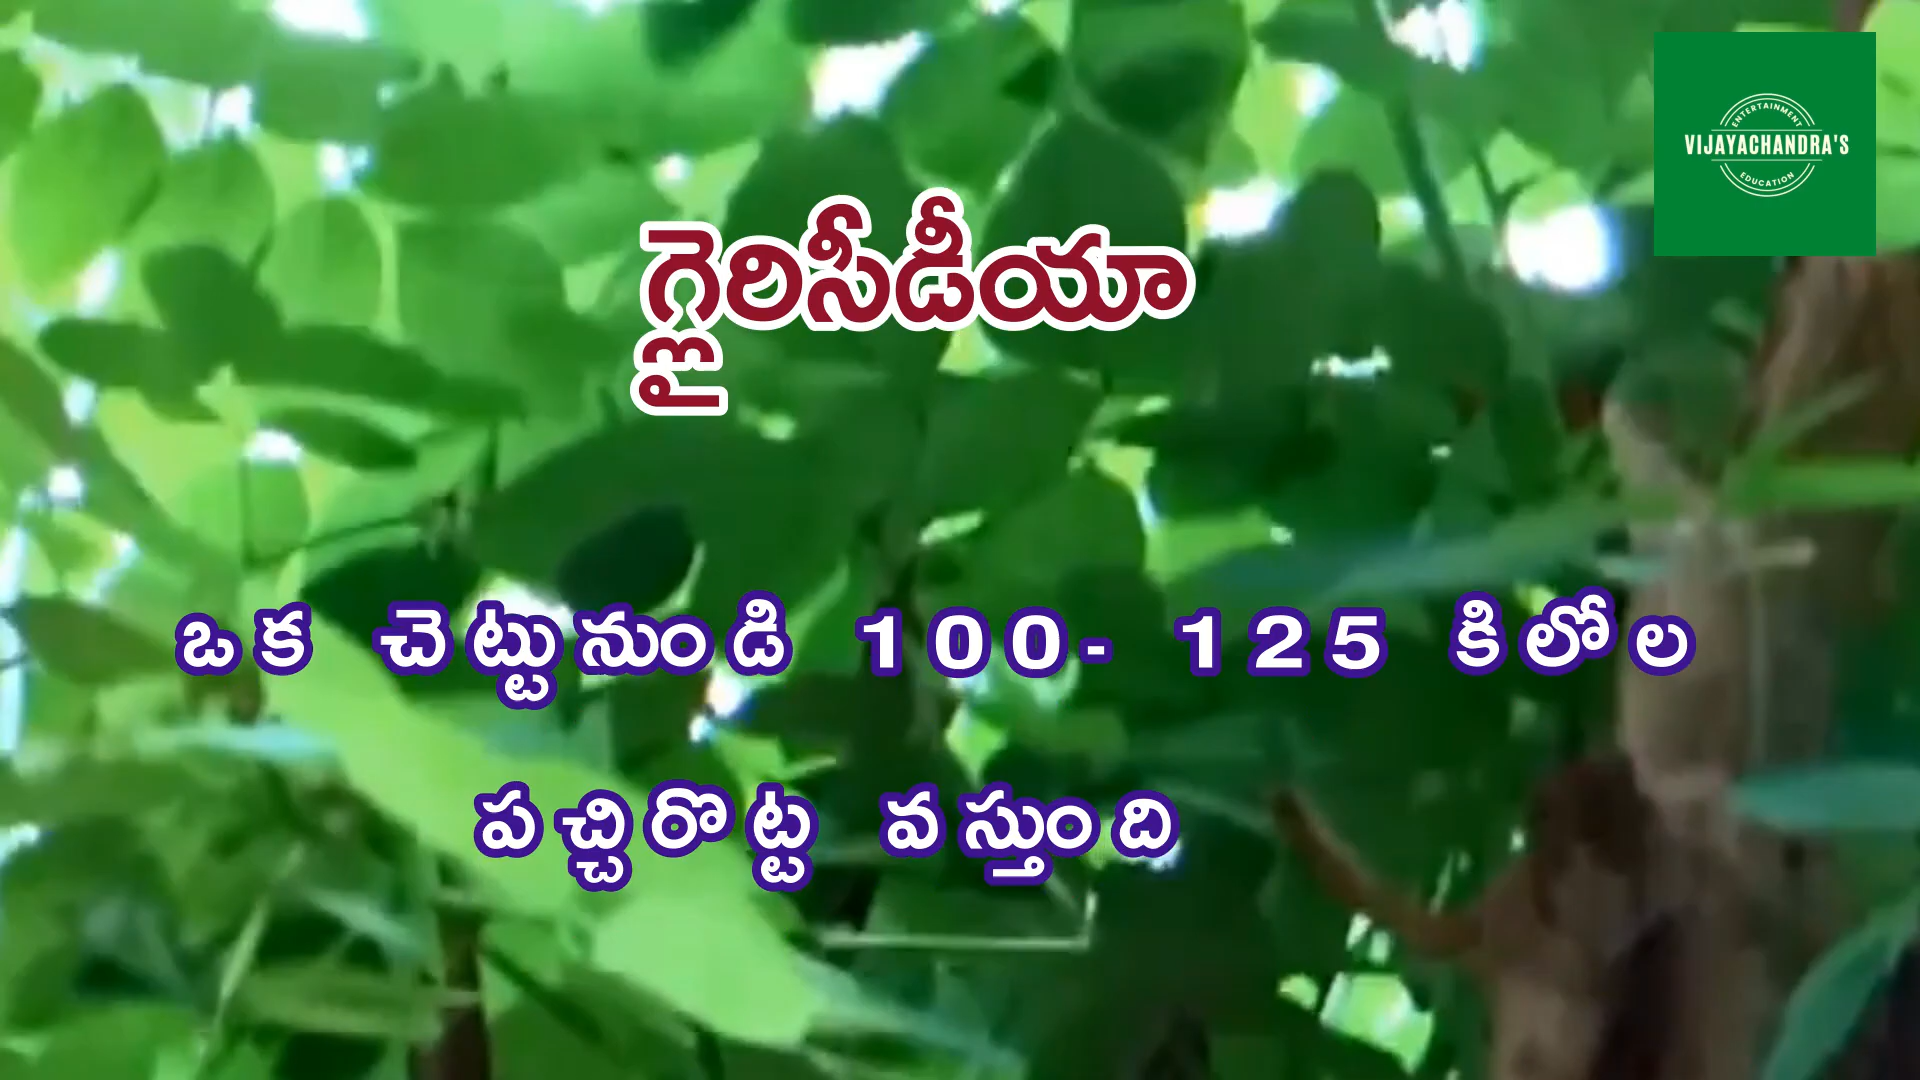 ENTERTAINMENT
VIJAYACHANDRA'S
EDUCATION
గ్లైరిసీడీయా
ఒక చెట్టునుండి 100- 125 కిలోల
పచ్చిరొట్ట వస్తుంది